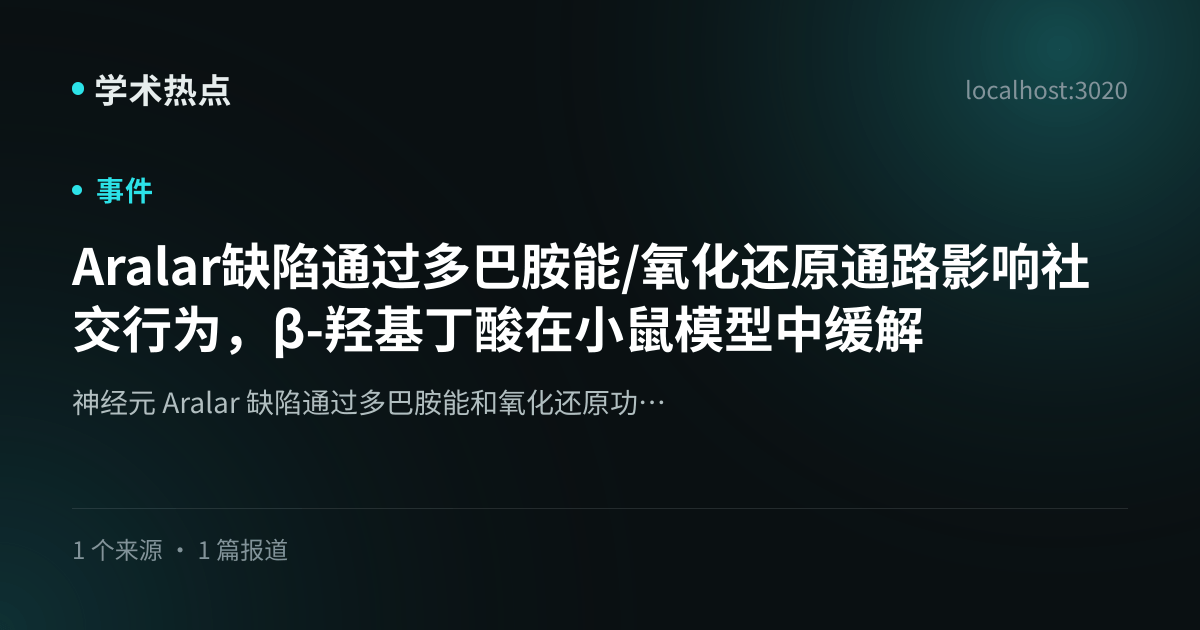 学术热点
localhost:3020
事件
Aralar缺陷通过多巴胺能/氧化还原通路影响社
交行为，β-羟基丁酸在小鼠模型中缓解
神经元 Aralar 缺陷通过多巴胺能和氧化还原功…
1 个来源 · 1 篇报道